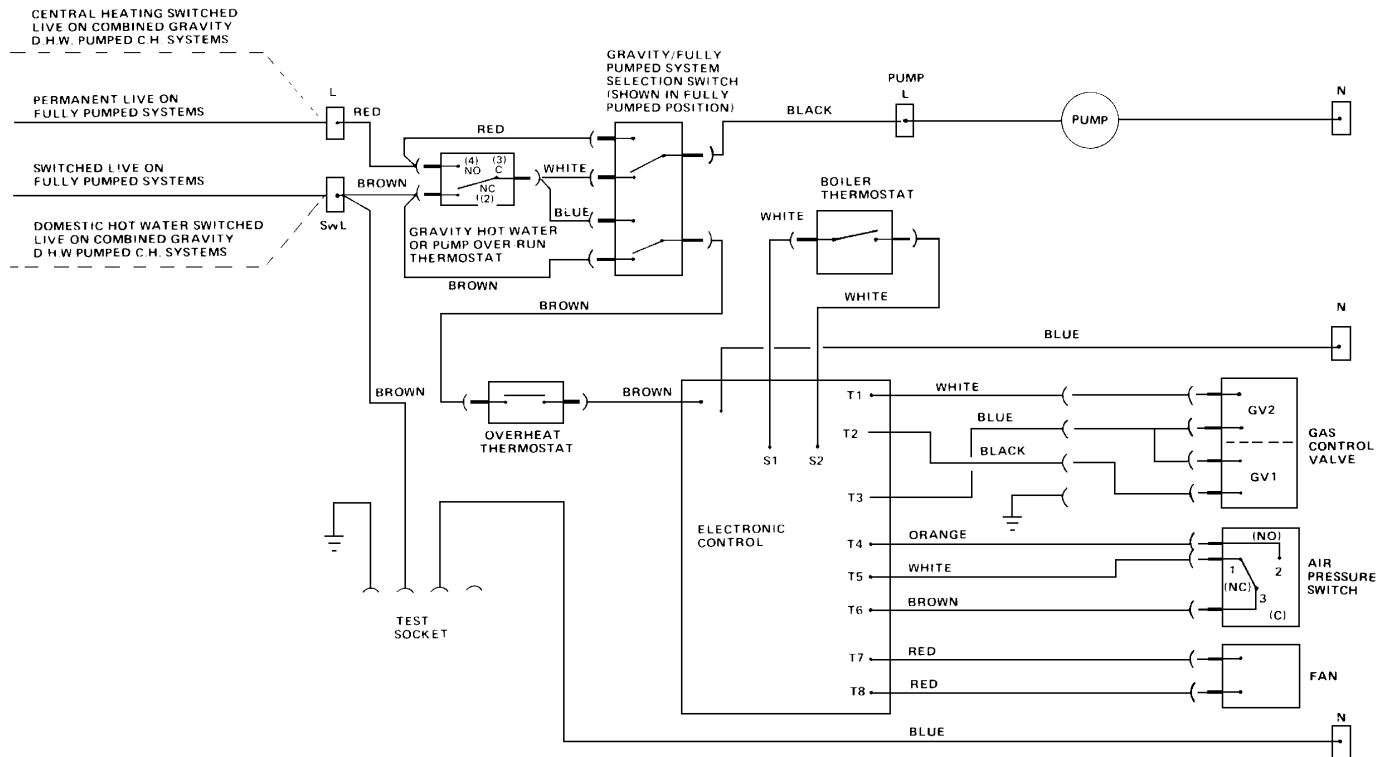 CENTRAL HEATING SWITCHED
LIVE ON COMBINED GRAVITY
D.H.W. PUMPED C.H. SYSTEMS
L
PERMANENT LIVE ON
FULLY PUMPED SYSTEMS
RED
SWITCHED LIVE ON
FULLY PUMPED SYSTEMS
BROWN
SwL
DOMESTIC HOT WATER SWITCHED
LIVE ON COMBINED GRAVITY
D H.W PUMPED C.H. SYSTEMS
RED
(4) (3)
NO C
NC
(2)
WHITE
BLUE
GRAVITY HOT WATER
OR PUMP OVER-RUN
THERMOSTAT
BROWN
GRAVITY/FULLY
PUMPED SYSTEM
SELECTION SWITCH
(SHOWN IN FULLY
PUMPED POSITION)
BLACK
PUMP
L
PUMP
N
BOILER
THERMOSTAT
WHITE
WHITE
BROWN
N
BLUE
BROWN
BROWN
OVERHEAT
THERMOSTAT
S1 S2
ELECTRONIC
CONTROL
T1 WHITE
T2
BLUE
BLACK
T3
GV2
GV1
GAS
CONTROL
VALVE
T4 ORANGE
T5 WHITE
T6 BROWN
(NO)
1 2
(NC)
3
(C)
AIR
PRESSURE
SWITCH
T7 RED
T8 RED
FAN
TEST
SOCKET
BLUE
N